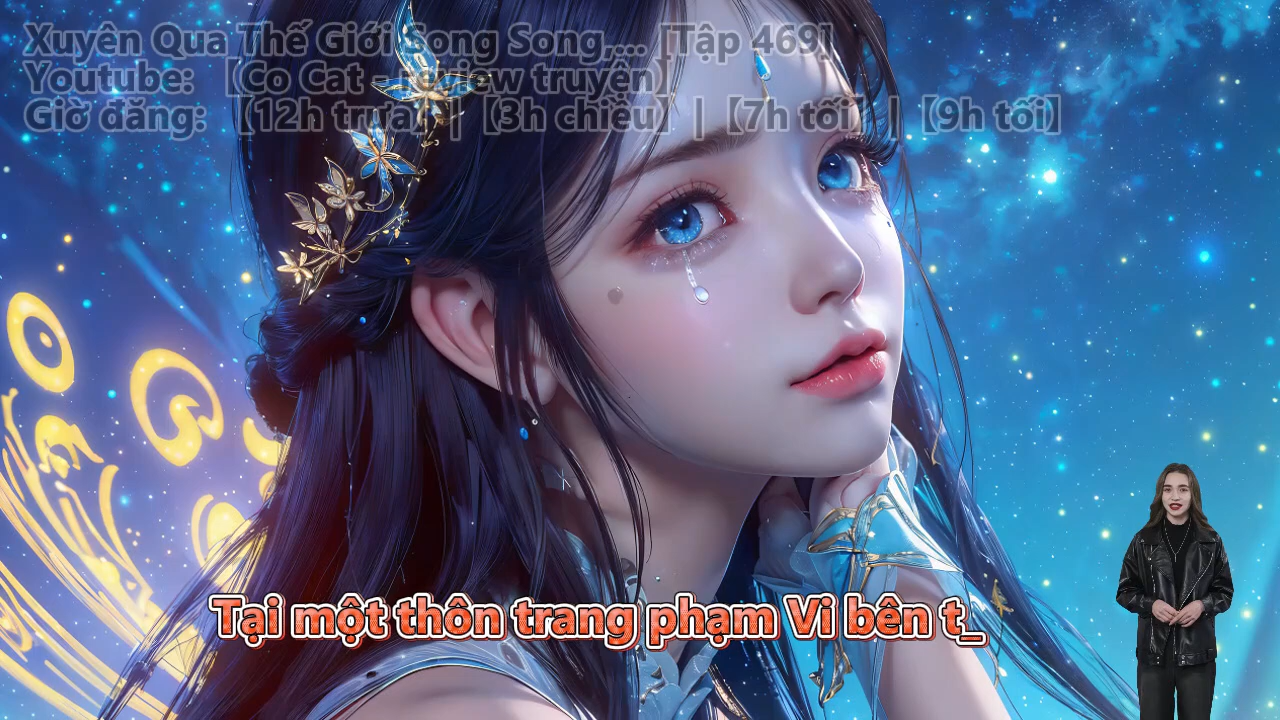 Xuyên Qua Thế Giới Song Song,... [Tập 469]
Youtube: [Co Cat - Review truyện]
Giờ đăng: [12h trưa] | [3h chiều] | [7h tối] | [9h tối]
Tại một thôn trang phạm Vi bên t_